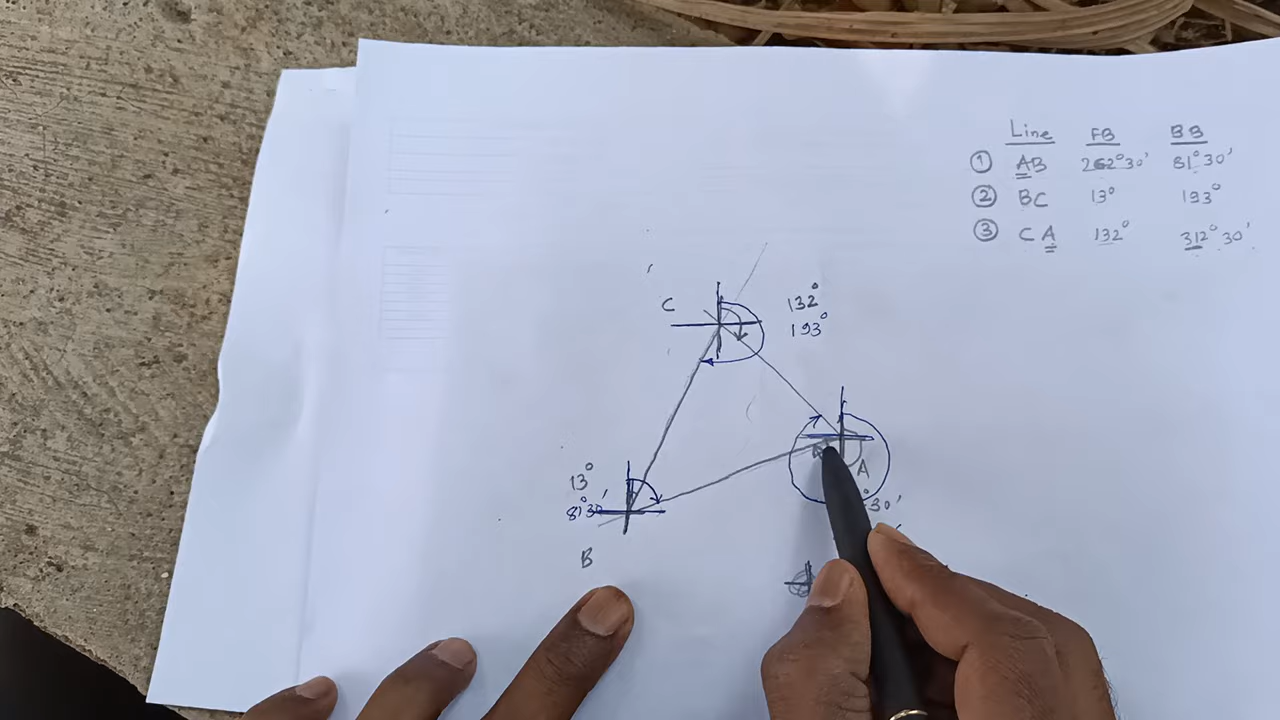 Line FB BB
① AB 262°30' 81°30'
② BC 13° 193°
③ CA 132° 312°30'
C 132°
193°
A
13°
81°30'
°30'
B